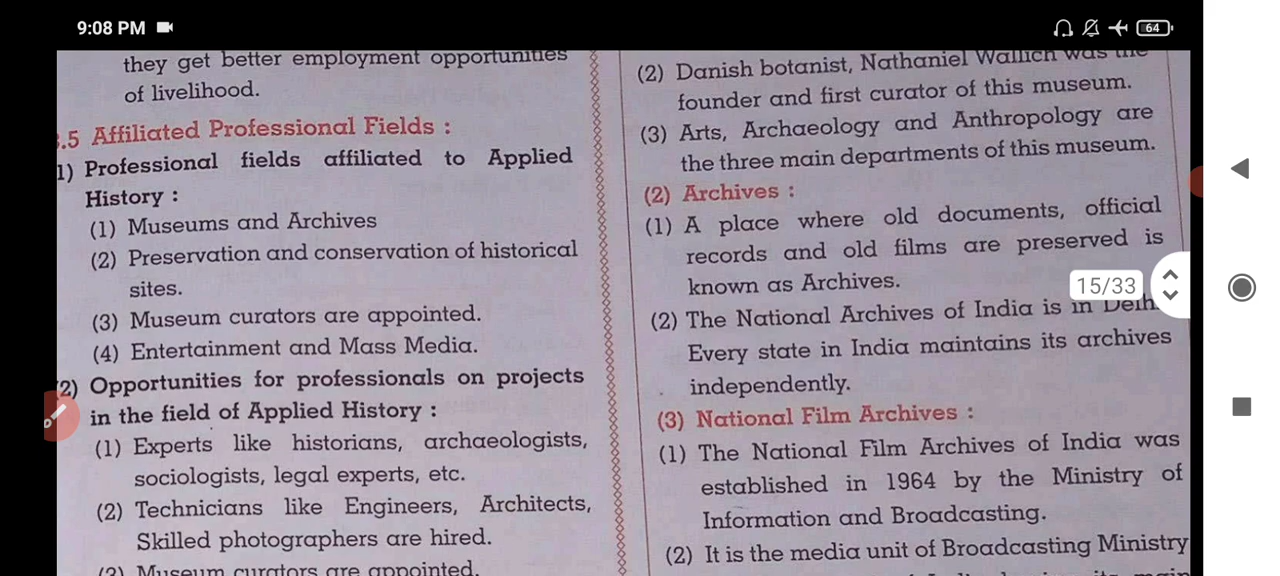 9:08 PM
64
they get better employment opportunities
of livelihood.
.5 Affiliated Professional Fields :
1) Professional fields affiliated to Applied
History :
(1) Museums and Archives
(2) Preservation and conservation of historical
sites.
(3) Museum curators are appointed.
(4) Entertainment and Mass Media.
2) Opportunities for professionals on projects
in the field of Applied History :
(1) Experts like historians, archaeologists,
sociologists, legal experts, etc.
(2) Technicians like Engineers, Architects,
Skilled photographers are hired.
(3) Museum curators are appointed.
(2) Danish botanist, Nathaniel Wallich was the
founder and first curator of this museum.
(3) Arts, Archaeology and Anthropology are
the three main departments of this museum.
(2) Archives :
(1) A place where old documents, official
records and old films are preserved is
known as Archives.
15/33
(2) The National Archives of India is in Delh
Every state in India maintains its archives
independently.
(3) National Film Archives :
(1) The National Film Archives of India was
established in 1964 by the Ministry of
Information and Broadcasting.
(2) It is the media unit of Broadcasting Ministry